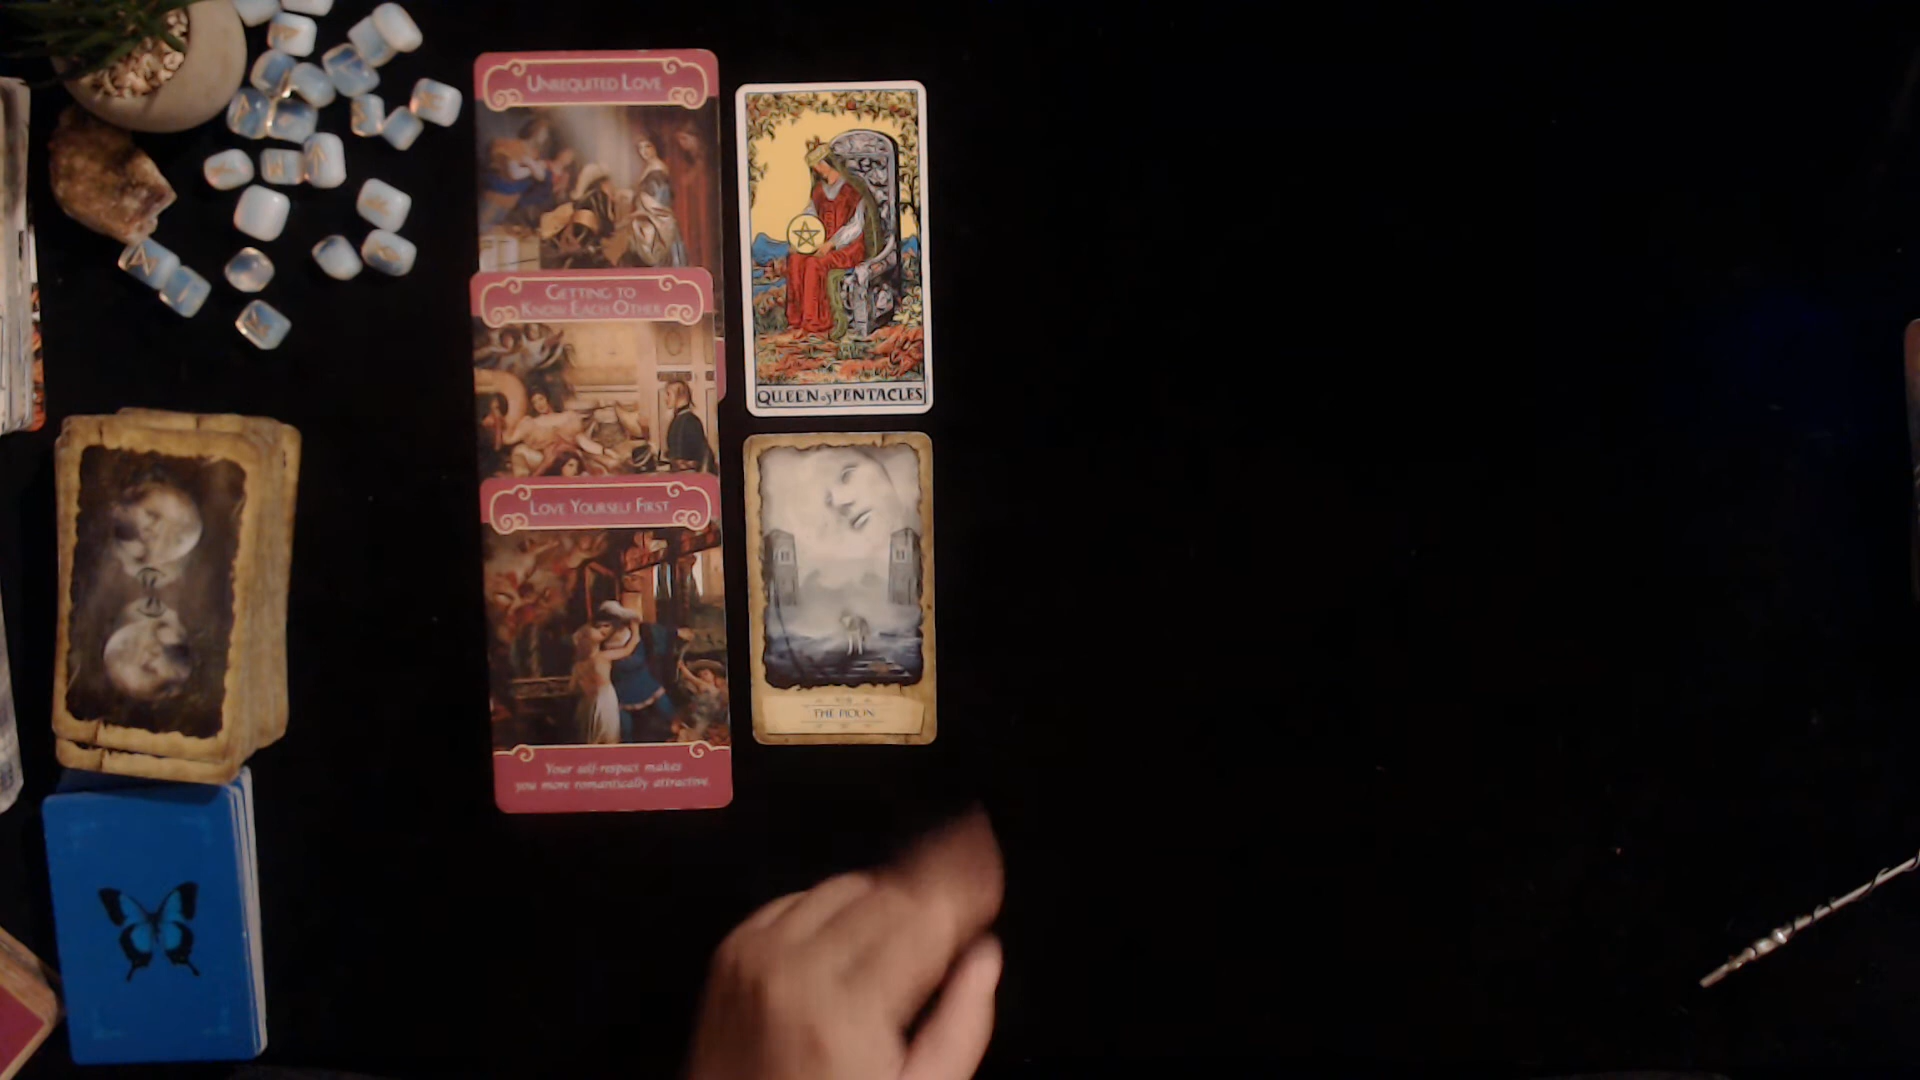 UNREQUITED LOVE
GETTING TO
KNOW EACH OTHER
LOVE YOURSELF FIRST
Your self-respect makes
you more romantically attractive.
QUEEN of PENTACLES
THE MOON